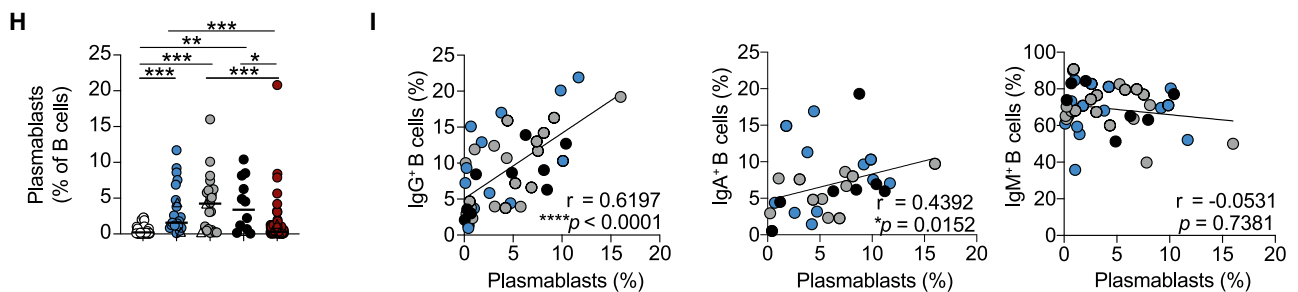 H
***
**
***
*
***
***
Plasmablasts
(% of B cells)
25
20
15
10
5
0
I
IgG⁺ B cells (%)
25
20
15
10
5
0
r = 0.6197
****p < 0.0001
0 5 10 15 20
Plasmablasts (%)
IgA⁺ B cells (%)
25
20
15
10
5
0
r = 0.4392
*p = 0.0152
0 5 10 15 20
Plasmablasts (%)
IgM⁺ B cells (%)
100
80
60
40
20
0
r = -0.0531
p = 0.7381
0 5 10 15 20
Plasmablasts (%)